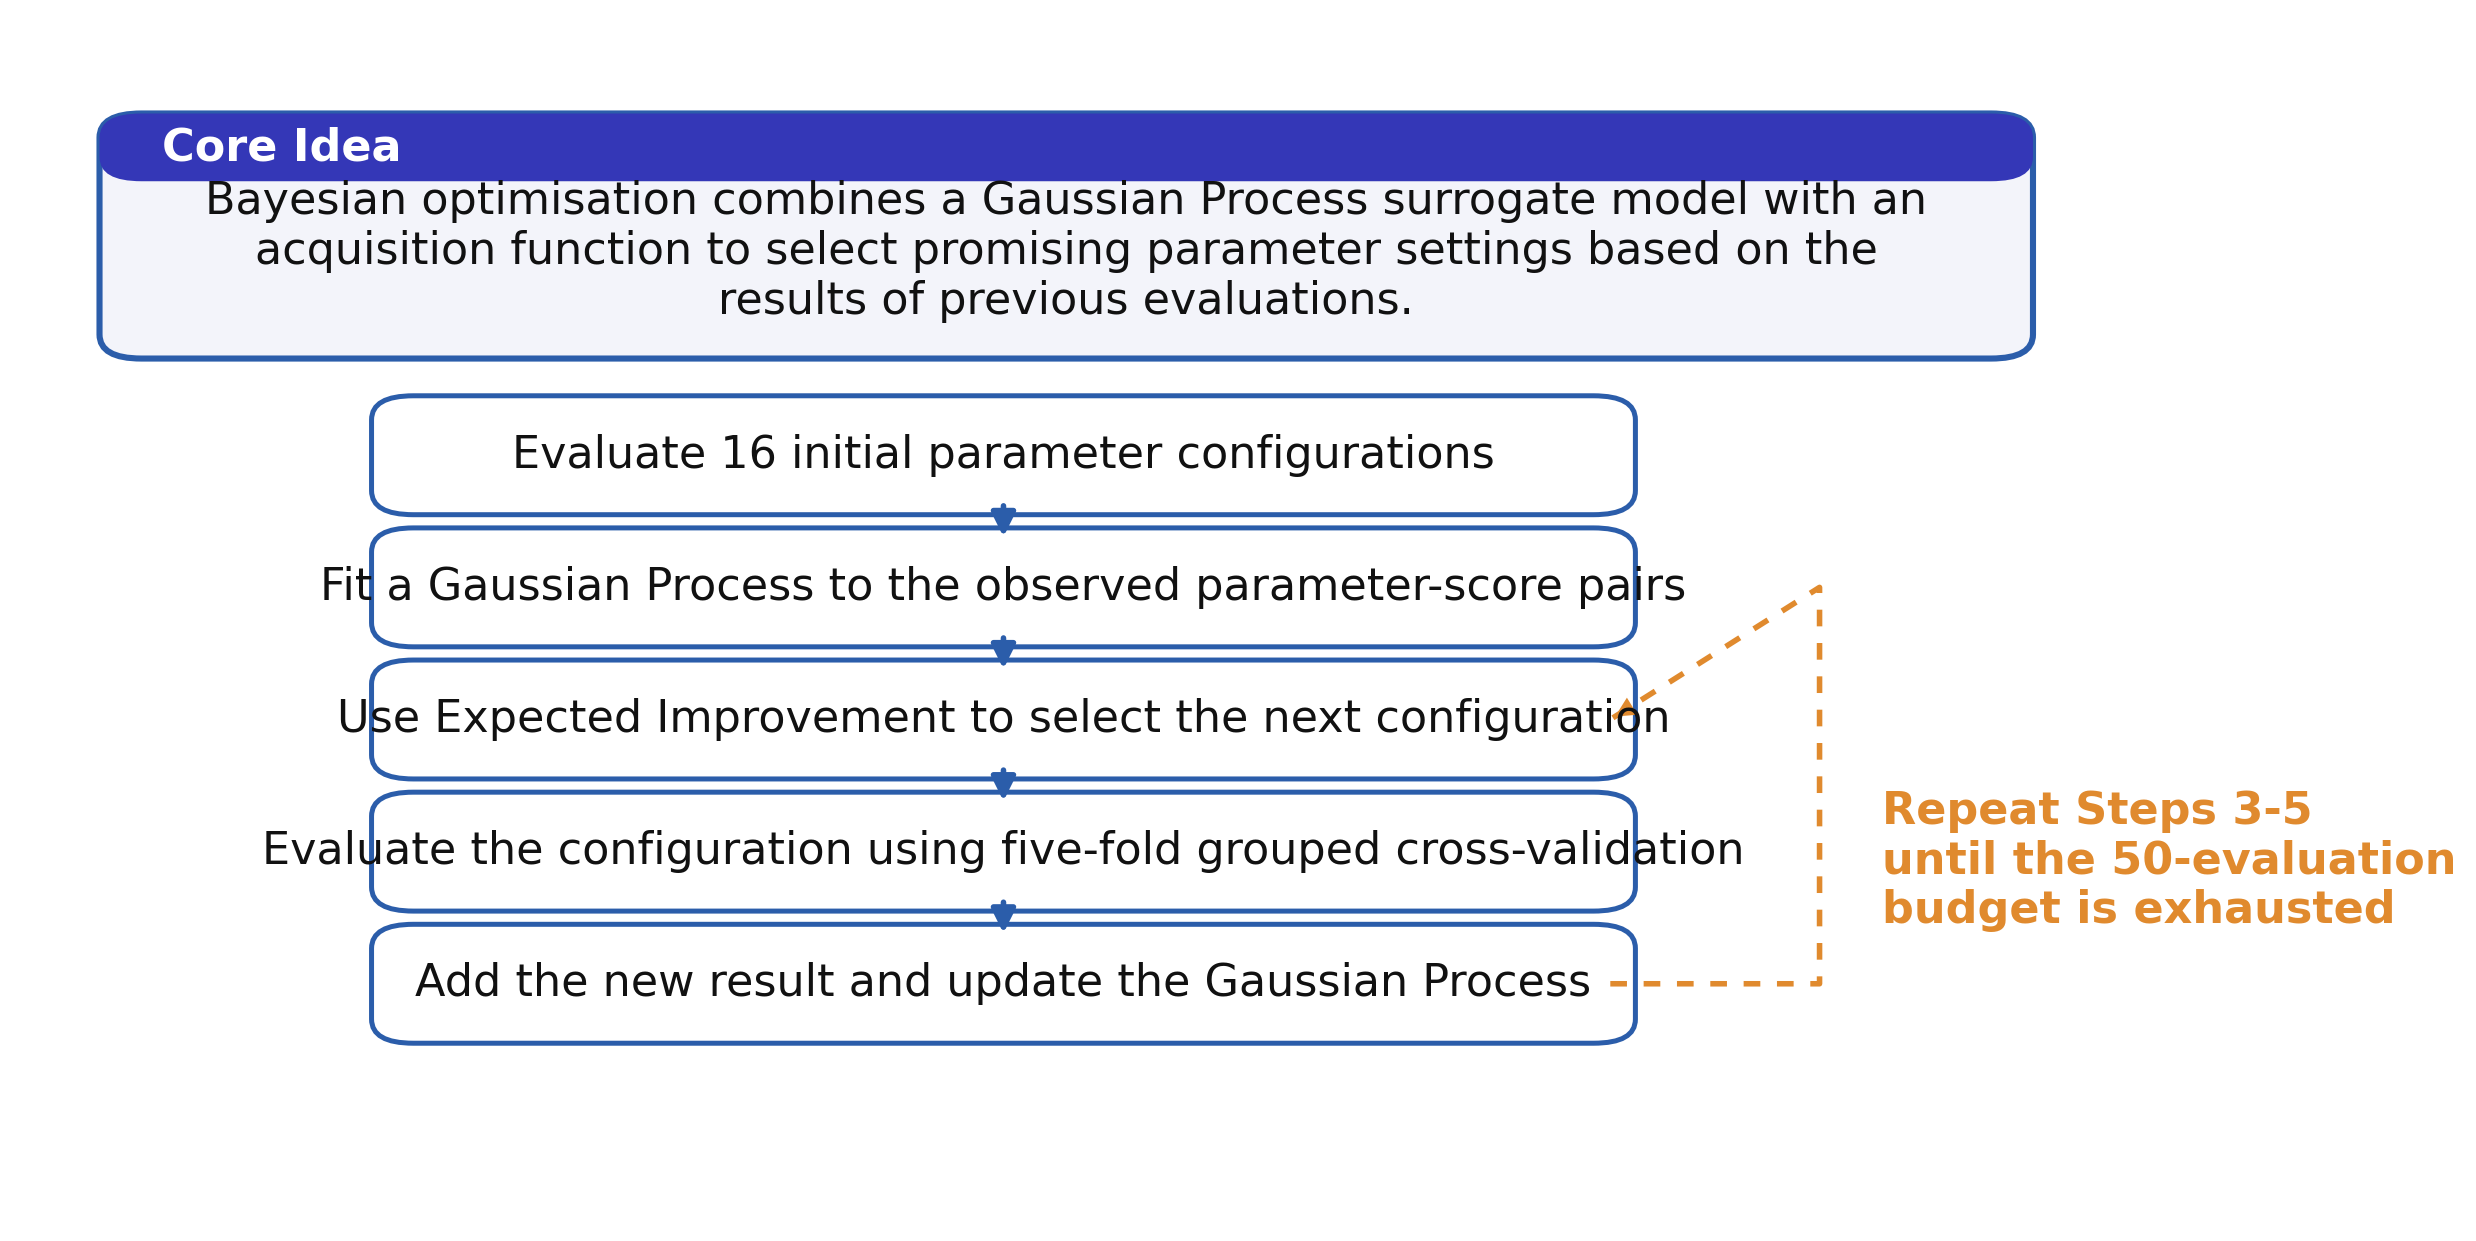 Core Idea
Bayesian optimisation combines a Gaussian Process surrogate model with an
acquisition function to select promising parameter settings based on the
results of previous evaluations.
Evaluate 16 initial parameter configurations
Fit a Gaussian Process to the observed parameter-score pairs
Use Expected Improvement to select the next configuration
Evaluate the configuration using five-fold grouped cross-validation
Add the new result and update the Gaussian Process
Repeat Steps 3-5
until the 50-evaluation
budget is exhausted